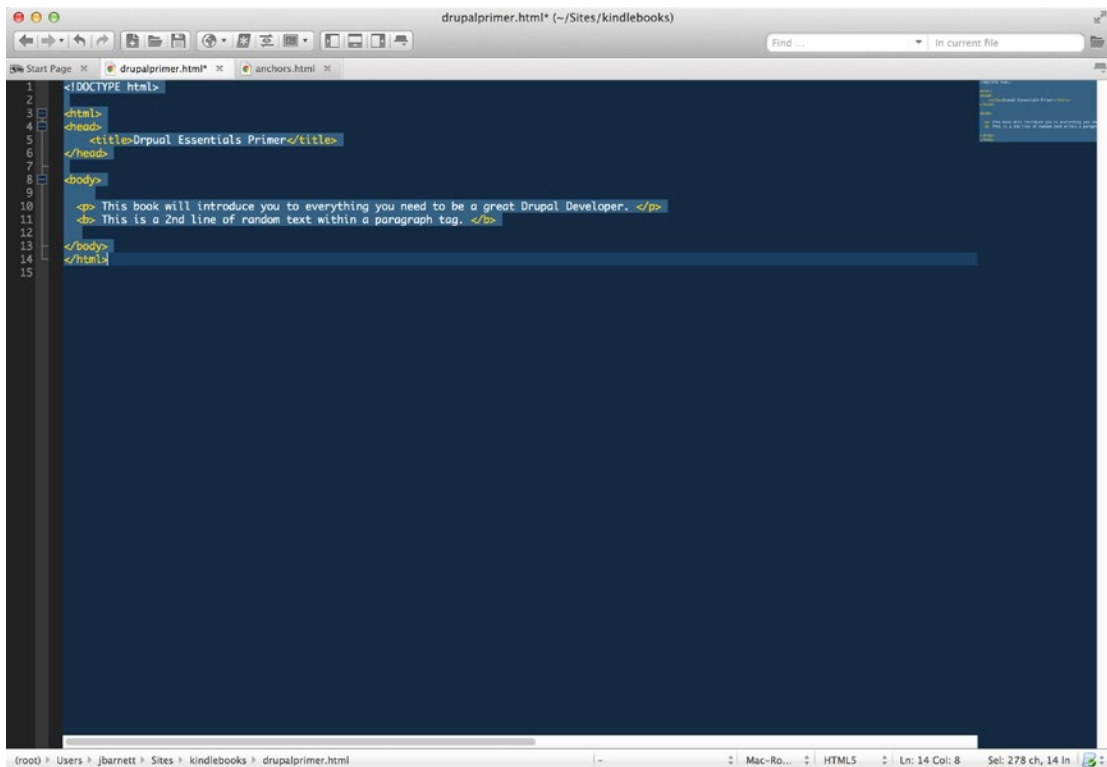 drupalprimer.html* (~/Sites/kindlebooks)
Find ...
In current file
Start Page
drupalprimer.html*
anchors.html
1 <!DOCTYPE html>
2
3 <html>
4 <head>
5 <title>Drpual Essentials Primer</title>
6 </head>
7
8 <body>
9
10 <p> This book will introduce you to everything you need to be a great Drupal Developer. </p>
11 <b> This is a 2nd line of random text within a paragraph tag. </b>
12
13 </body>
14 </html>
15
(root) Users jbarnett Sites kindlebooks drupalprimer.html - Mac-Ro... HTML5 Ln: 14 Col: 8 Sel: 278 ch, 14 ln